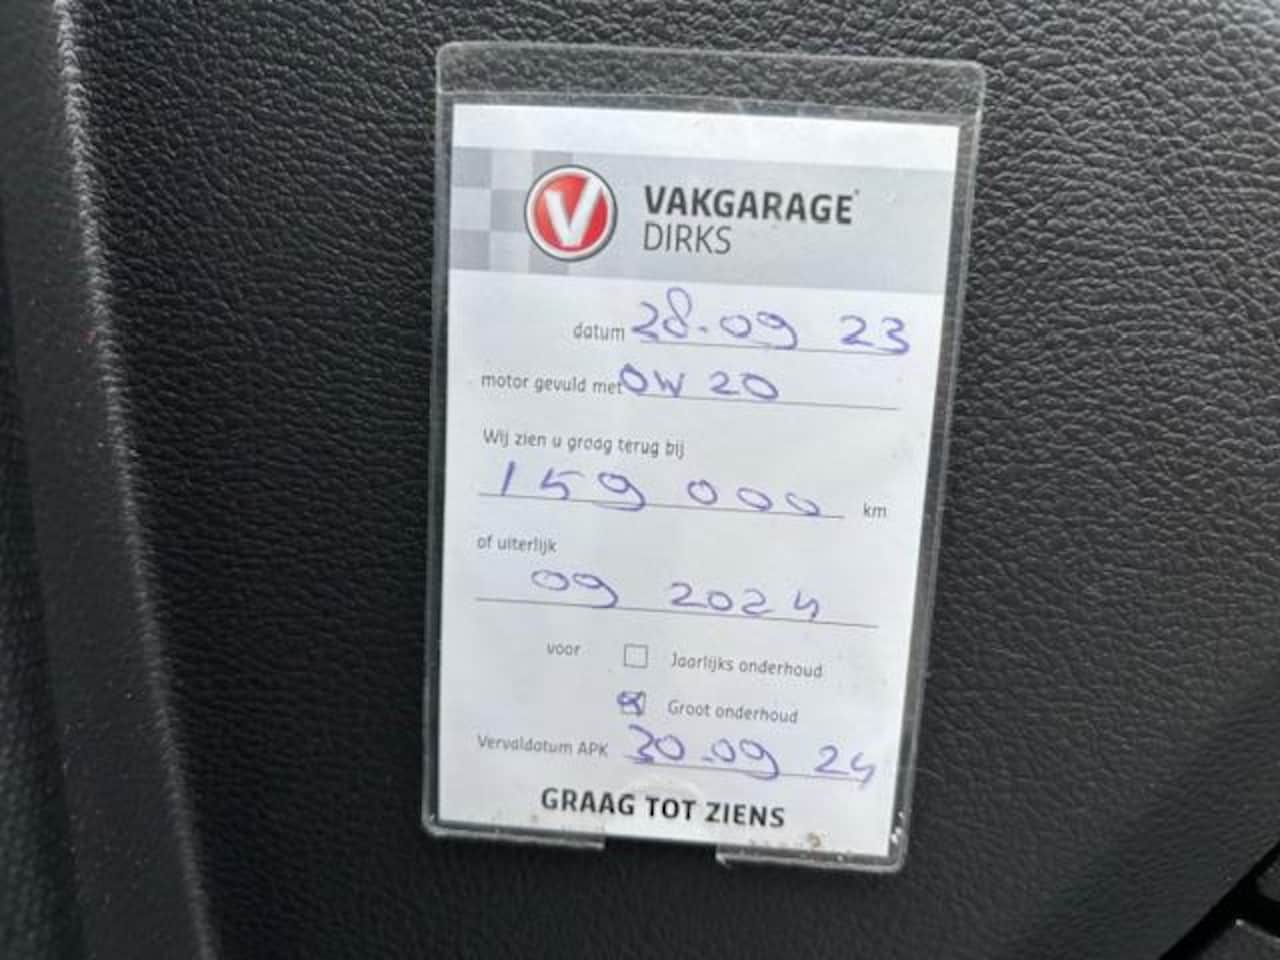 VAKGARAGE
DIRKS
datum 28.09 23
motor gevuld met 0W 20
Wij zien u graag terug bij
159 000 km
of uiterlijk
09 2024
voor Jaarlijks onderhoud
Groot onderhoud
Vervaldatum APK 30.09 24
GRAAG TOT ZIENS